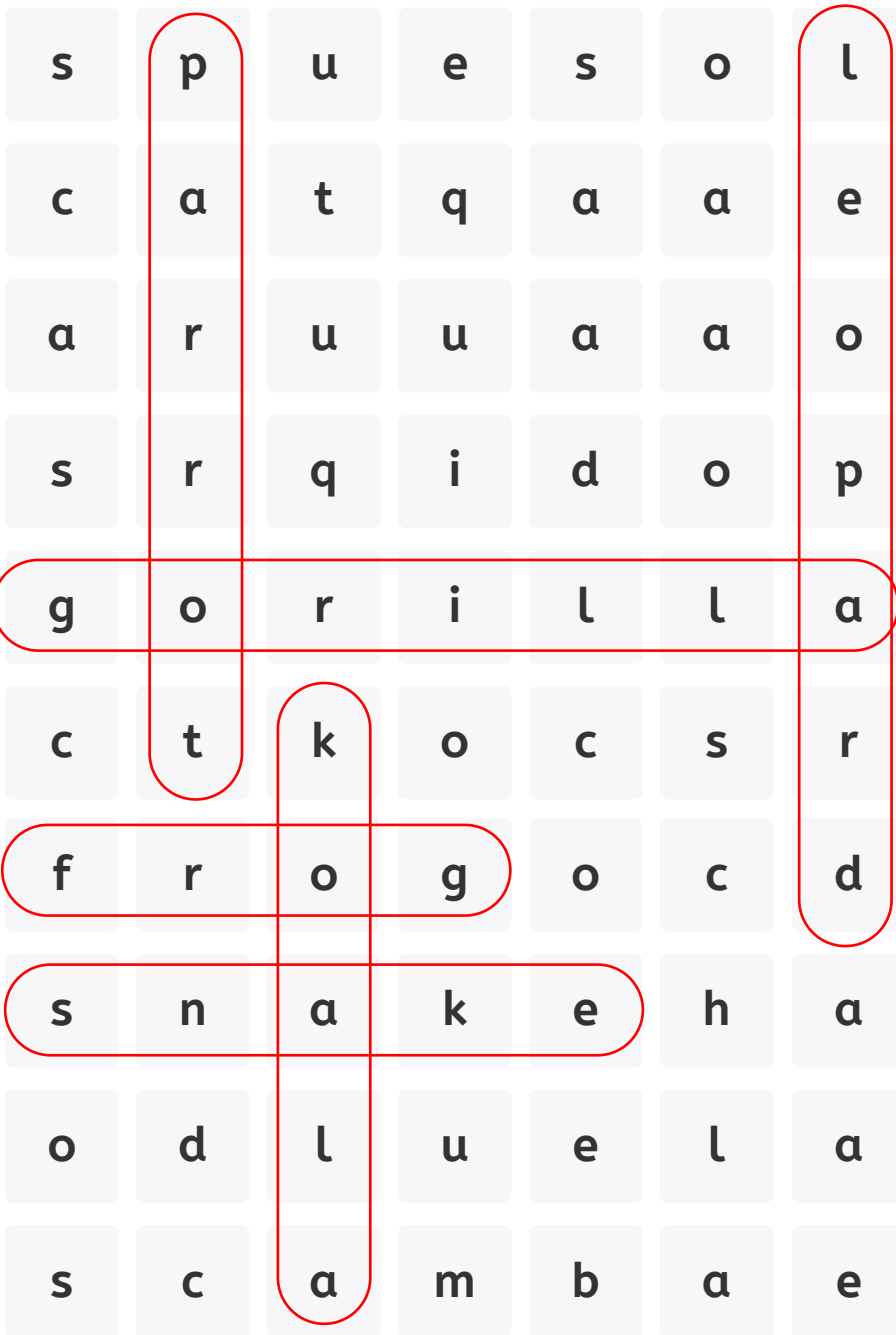 s p u e s o l
c a t q a a e
a r u u a a o
s r q i d o p
g o r i l l a
c t k o c s r
f r o g o c d
s n a k e h a
o d l u e l a
s c a m b a e